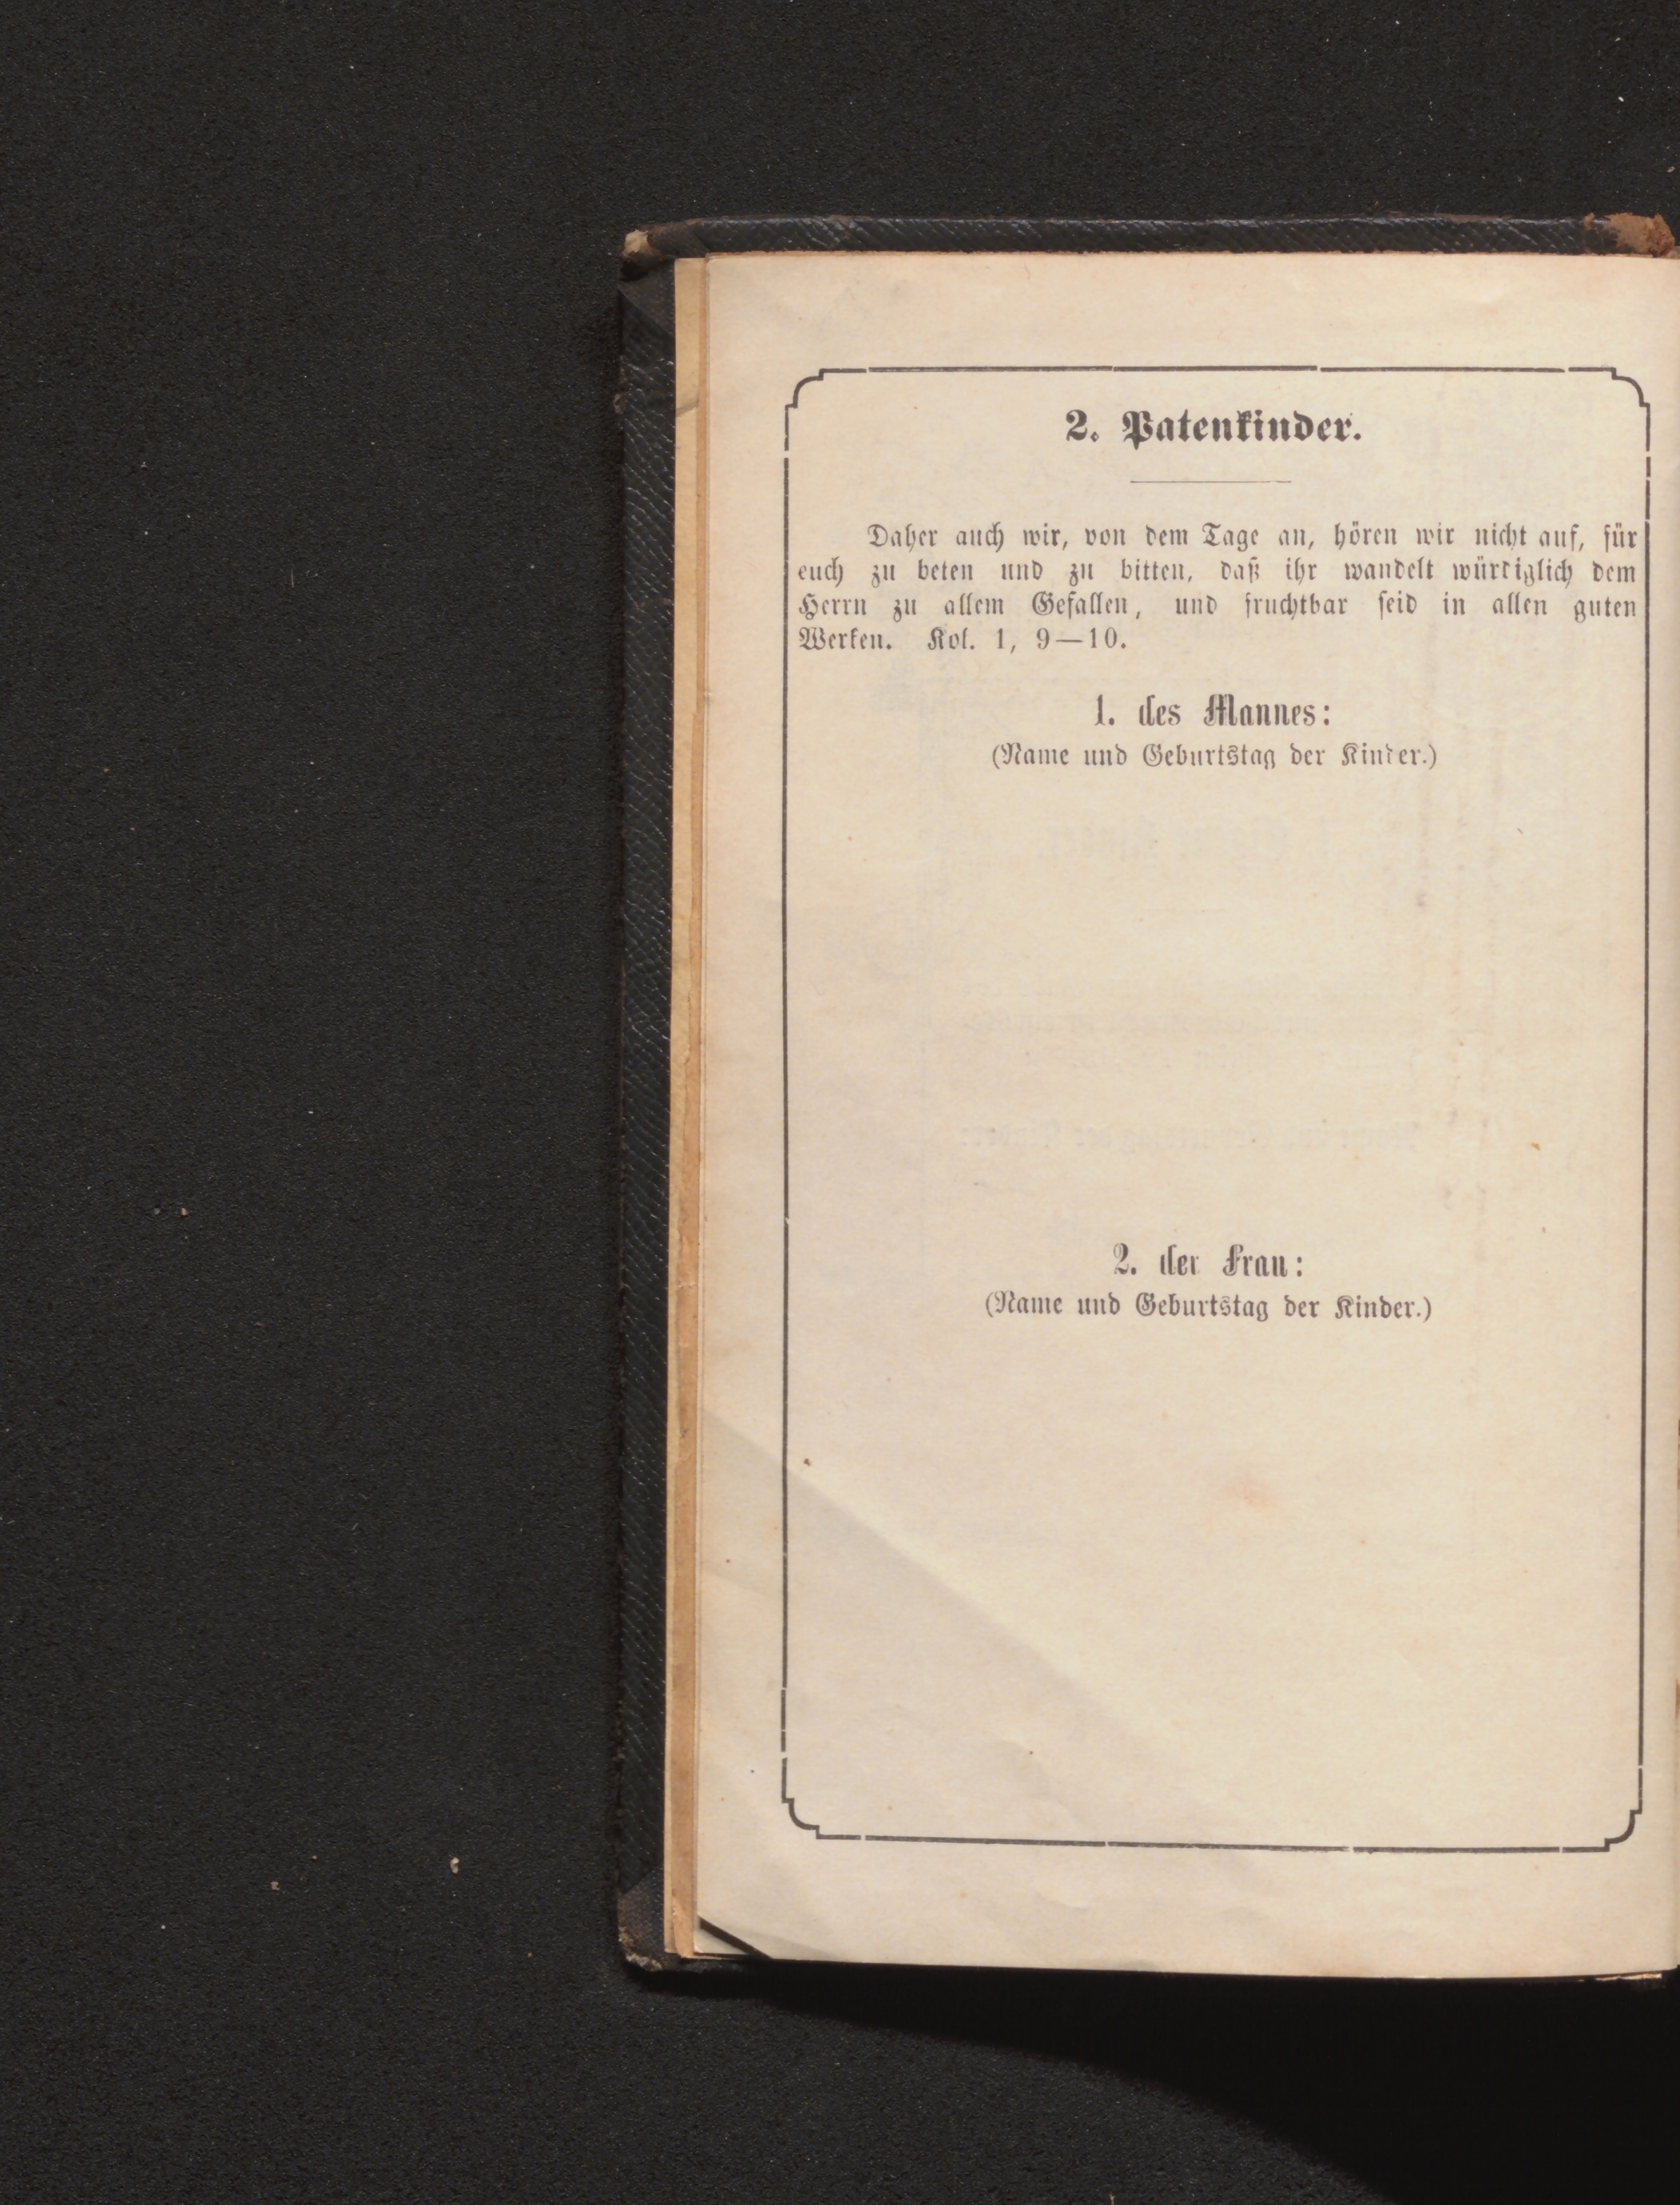 2. Patenkinder.
Daher auch wir, von dem Tage an, hören wir nicht auf, für
euch zu beten und zu bitten, daß ihr wandelt würdiglich dem
Herrn zu allem Gefallen, und fruchtbar seid in allen guten
Werken. Kol. 1, 9—10.
1. des Mannes:
(Name und Geburtstag der Kinder.)
2. der Frau:
(Name und Geburtstag der Kinder.)